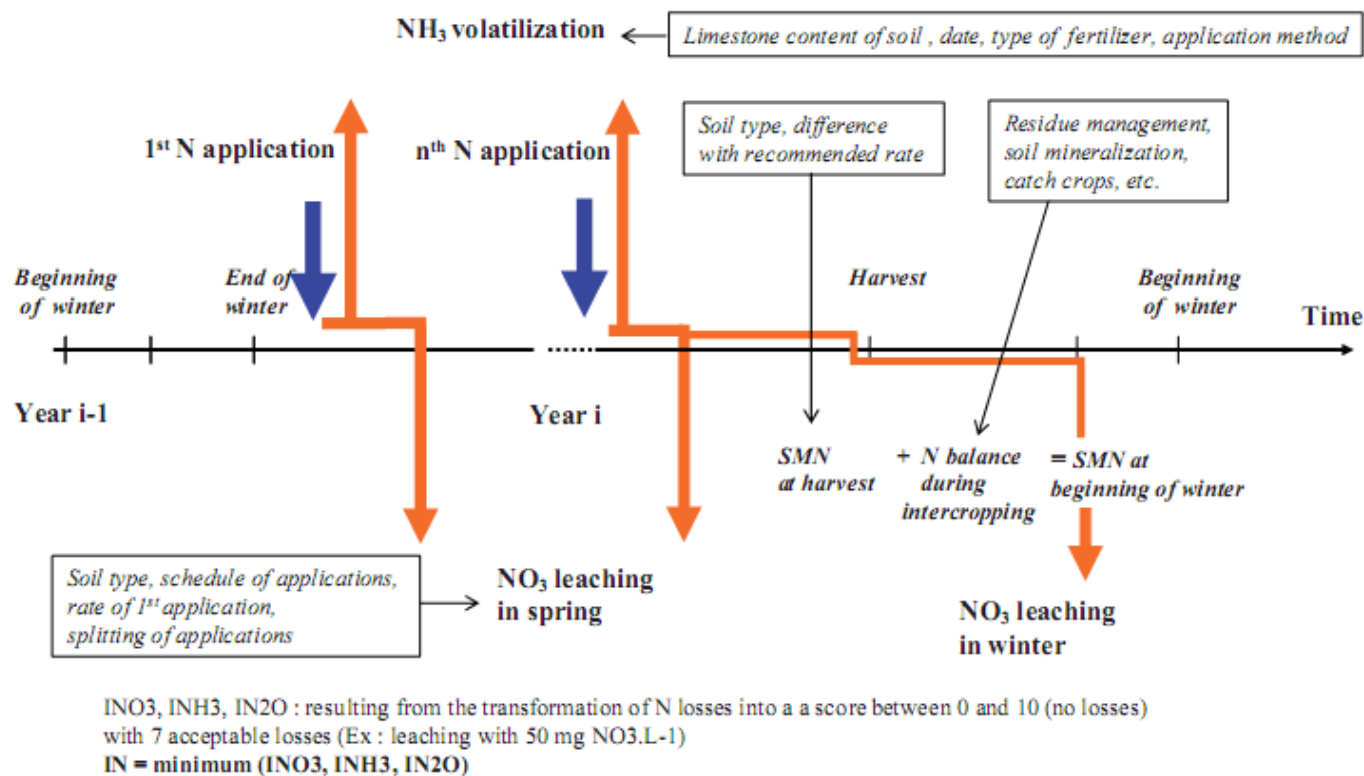 NH₃ volatilization
Limestone content of soil , date, type of fertilizer, application method
1st N application
nth N application
Soil type, difference
with recommended rate
Residue management,
soil mineralization,
catch crops, etc.
Beginning
of winter
End of
winter
Harvest
Beginning
of winter
Time
Year i-1
Year i
SMN
at harvest
+ N balance
during
intercropping
= SMN at
beginning of winter
Soil type, schedule of applications,
rate of 1st application,
splitting of applications
NO₃ leaching
in spring
NO₃ leaching
in winter
INO3, INH3, IN2O : resulting from the transformation of N losses into a a score between 0 and 10 (no losses)
with 7 acceptable losses (Ex : leaching with 50 mg NO3.L-1)
IN = minimum (INO3, INH3, IN2O)